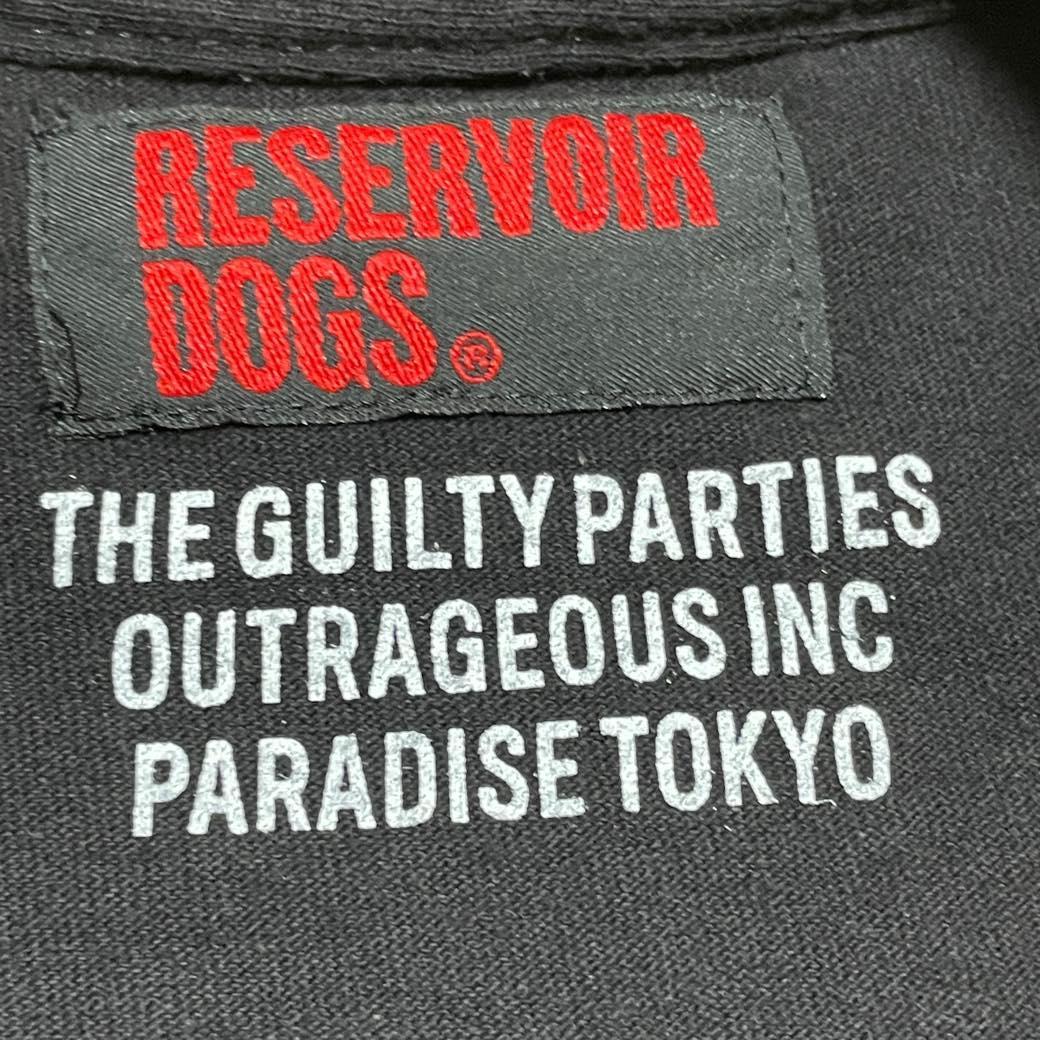 RESERVOIR
DOGS®
THE GUILTY PARTIES
OUTRAGEOUS INC
PARADISE TOKYO